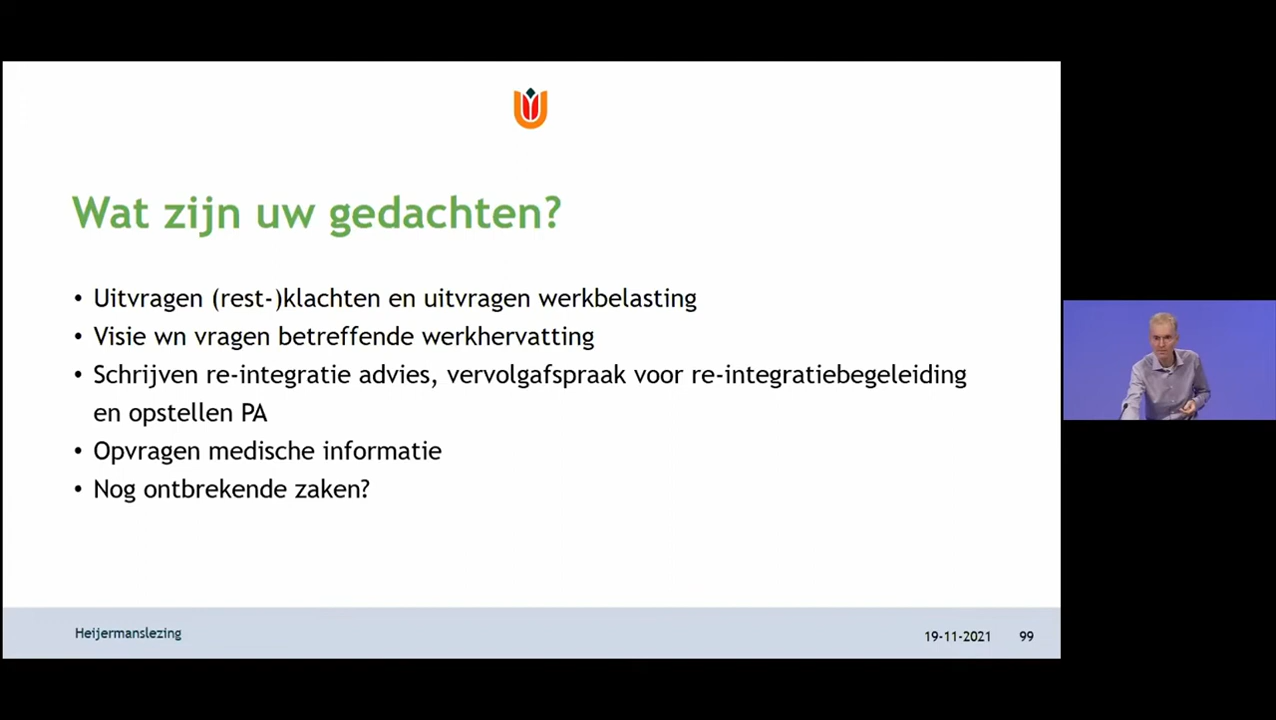 Wat zijn uw gedachten?
• Uitvragen (rest-)klachten en uitvragen werkbelasting
• Visie wn vragen betreffende werkhervatting
• Schrijven re-integratie advies, vervolgafspraak voor re-integratiebegeleiding
en opstellen PA
• Opvragen medische informatie
• Nog ontbrekende zaken?
Heijermanslezing
19-11-2021 99